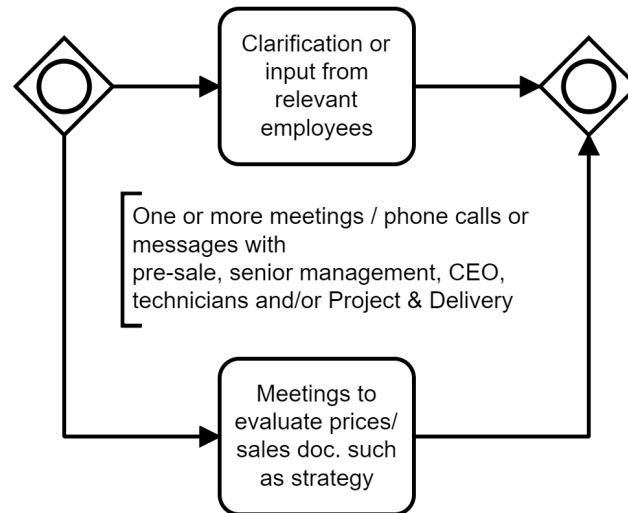 Clarification or
input from
relevant
employees
One or more meetings / phone calls or
messages with
pre-sale, senior management, CEO,
technicians and/or Project & Delivery
Meetings to
evaluate prices/
sales doc. such
as strategy